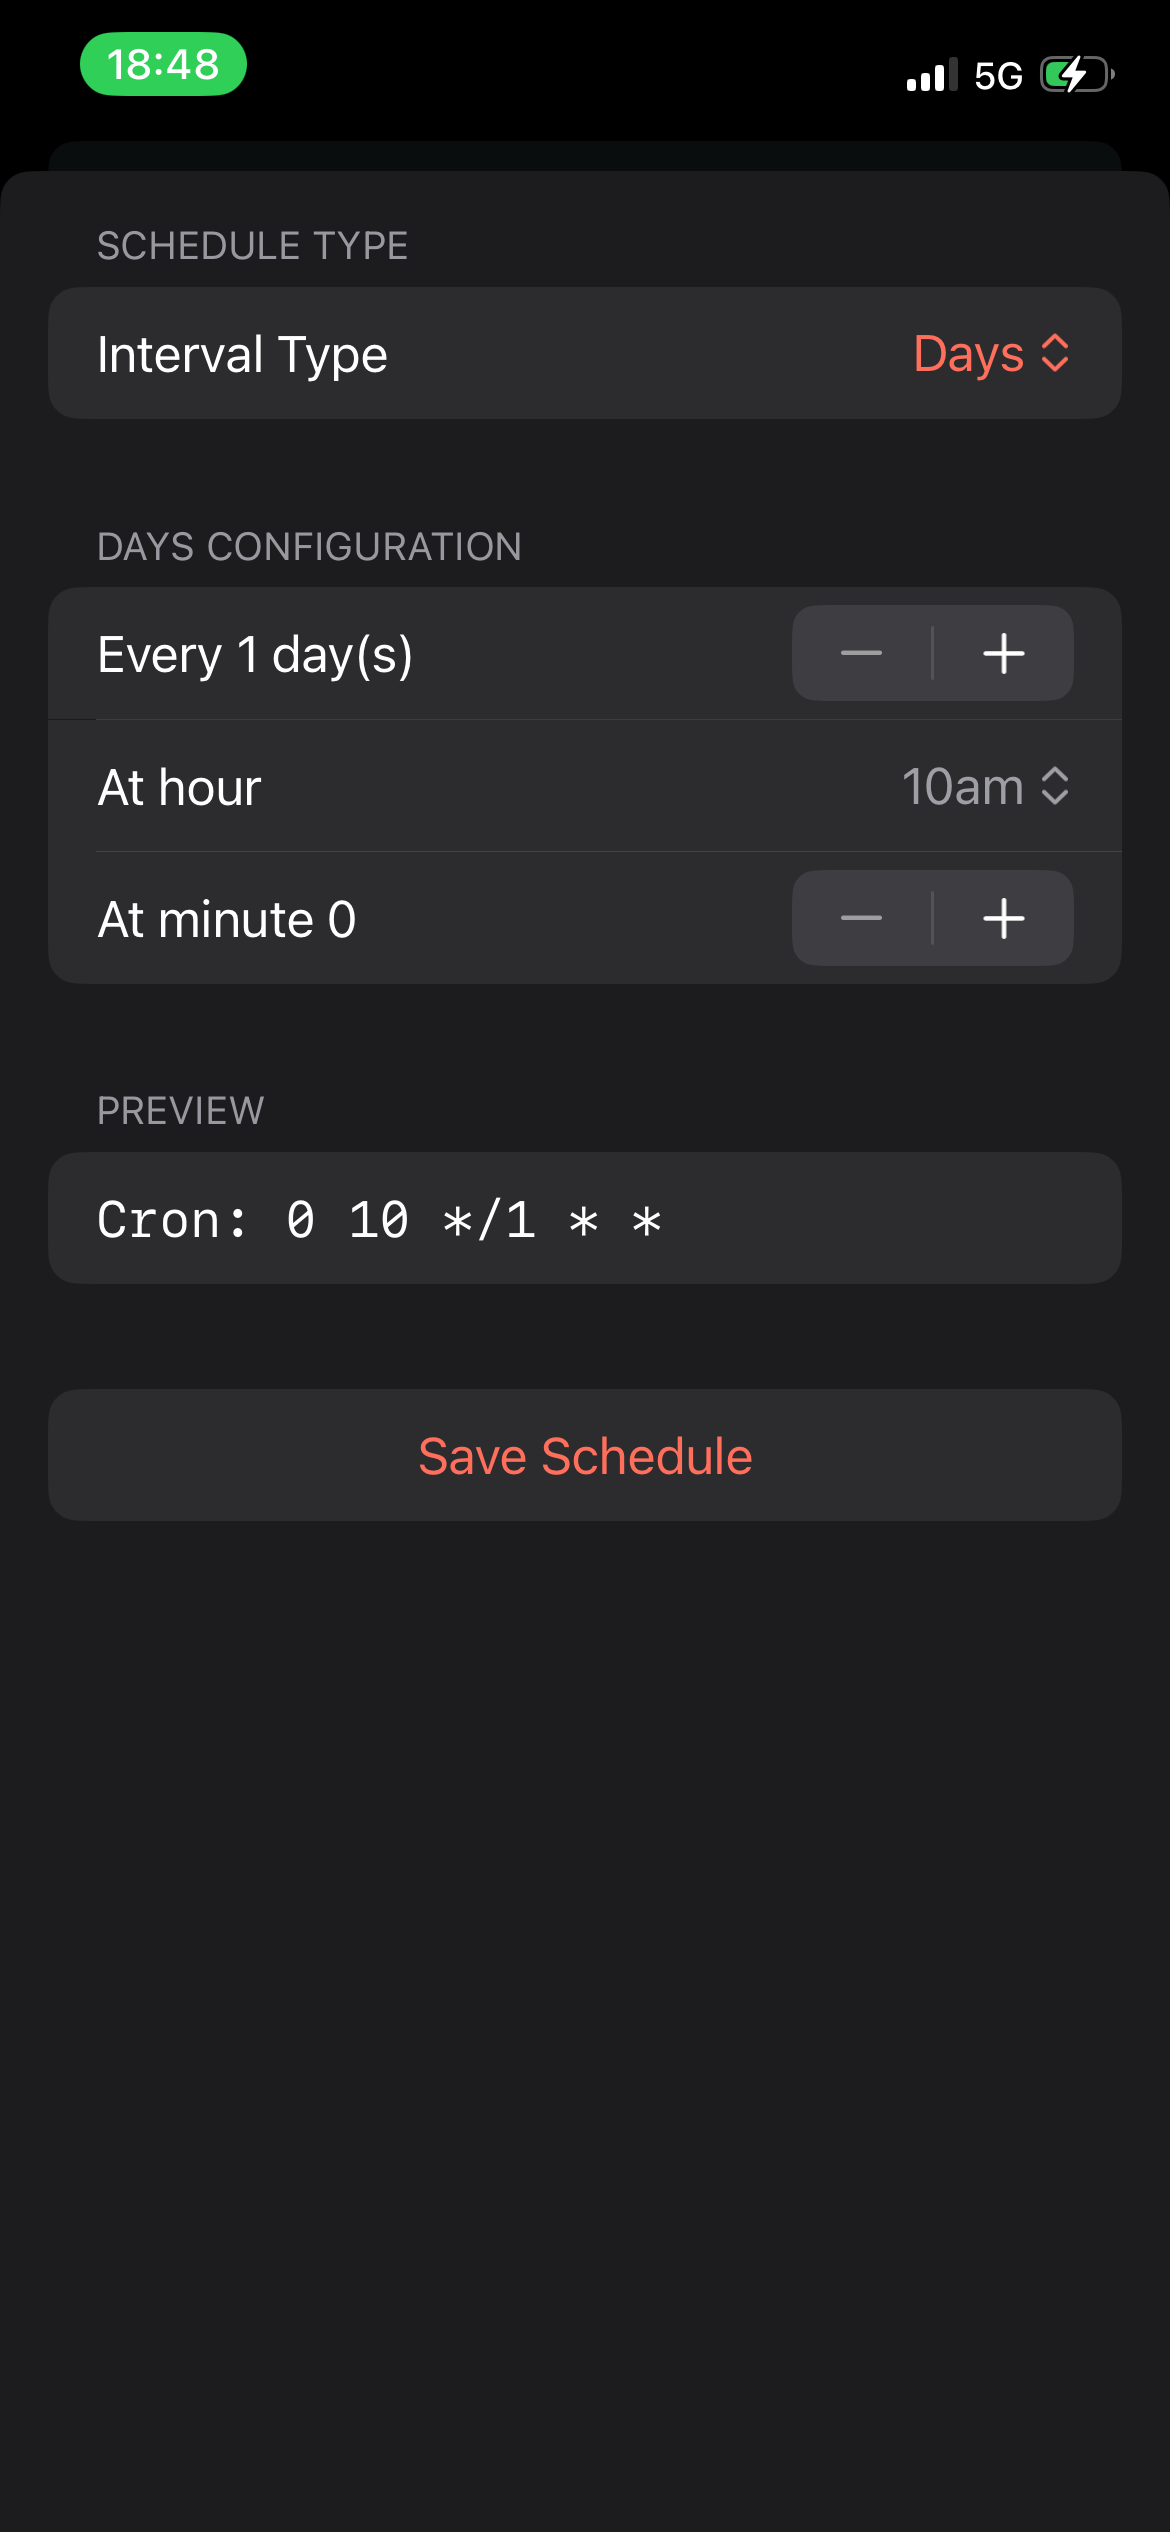 18:48
5G
SCHEDULE TYPE
Interval Type Days
DAYS CONFIGURATION
Every 1 day(s)
At hour 10am
At minute 0
PREVIEW
Cron: 0 10 */1 * *
Save Schedule